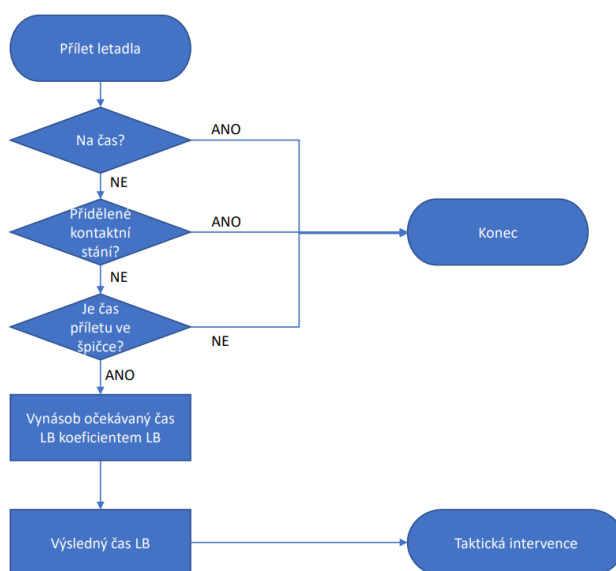 Přílet letadla
Na čas?
ANO
NE
Přidělené
kontaktní
stání?
ANO
Konec
NE
Je čas
příletu ve
špičce?
NE
ANO
Vynásob očekávaný čas
LB koeficientem LB
Výsledný čas LB
Taktická intervence